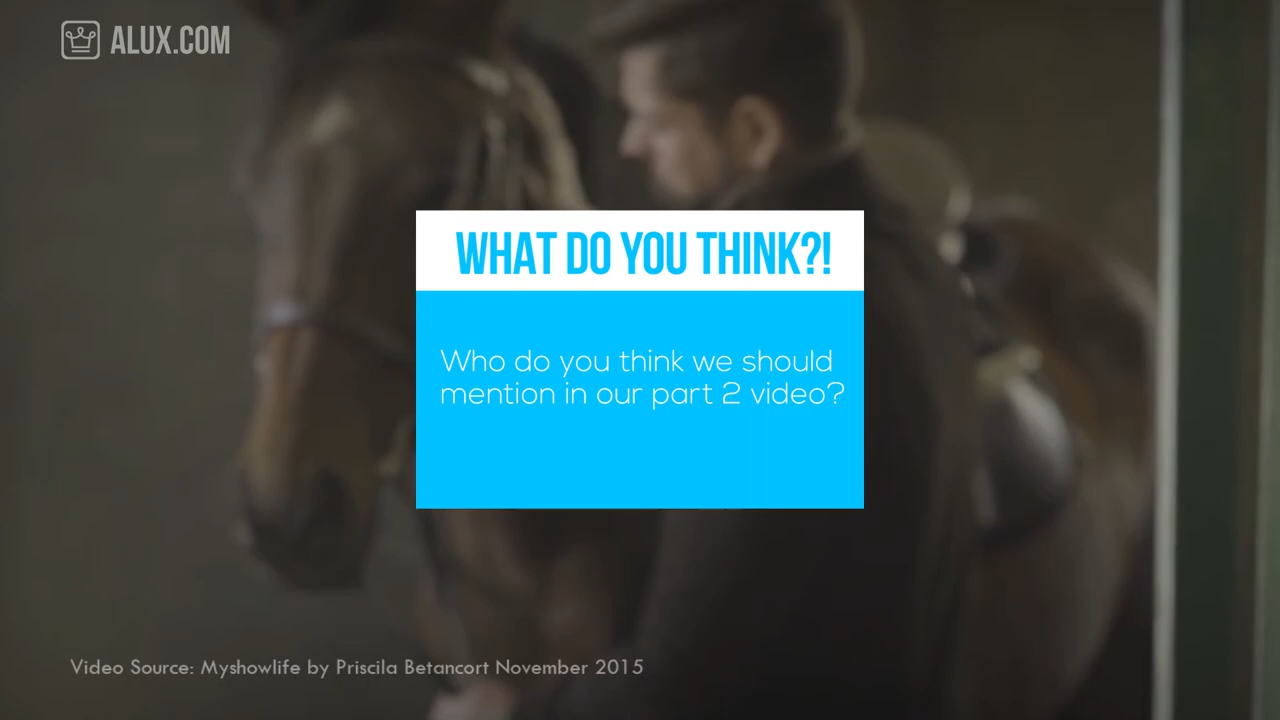 ALUX.COM
WHAT DO YOU THINK?!
Who do you think we should
mention in our part 2 video?
Video Source: Myshowlife by Priscila Betancort November 2015